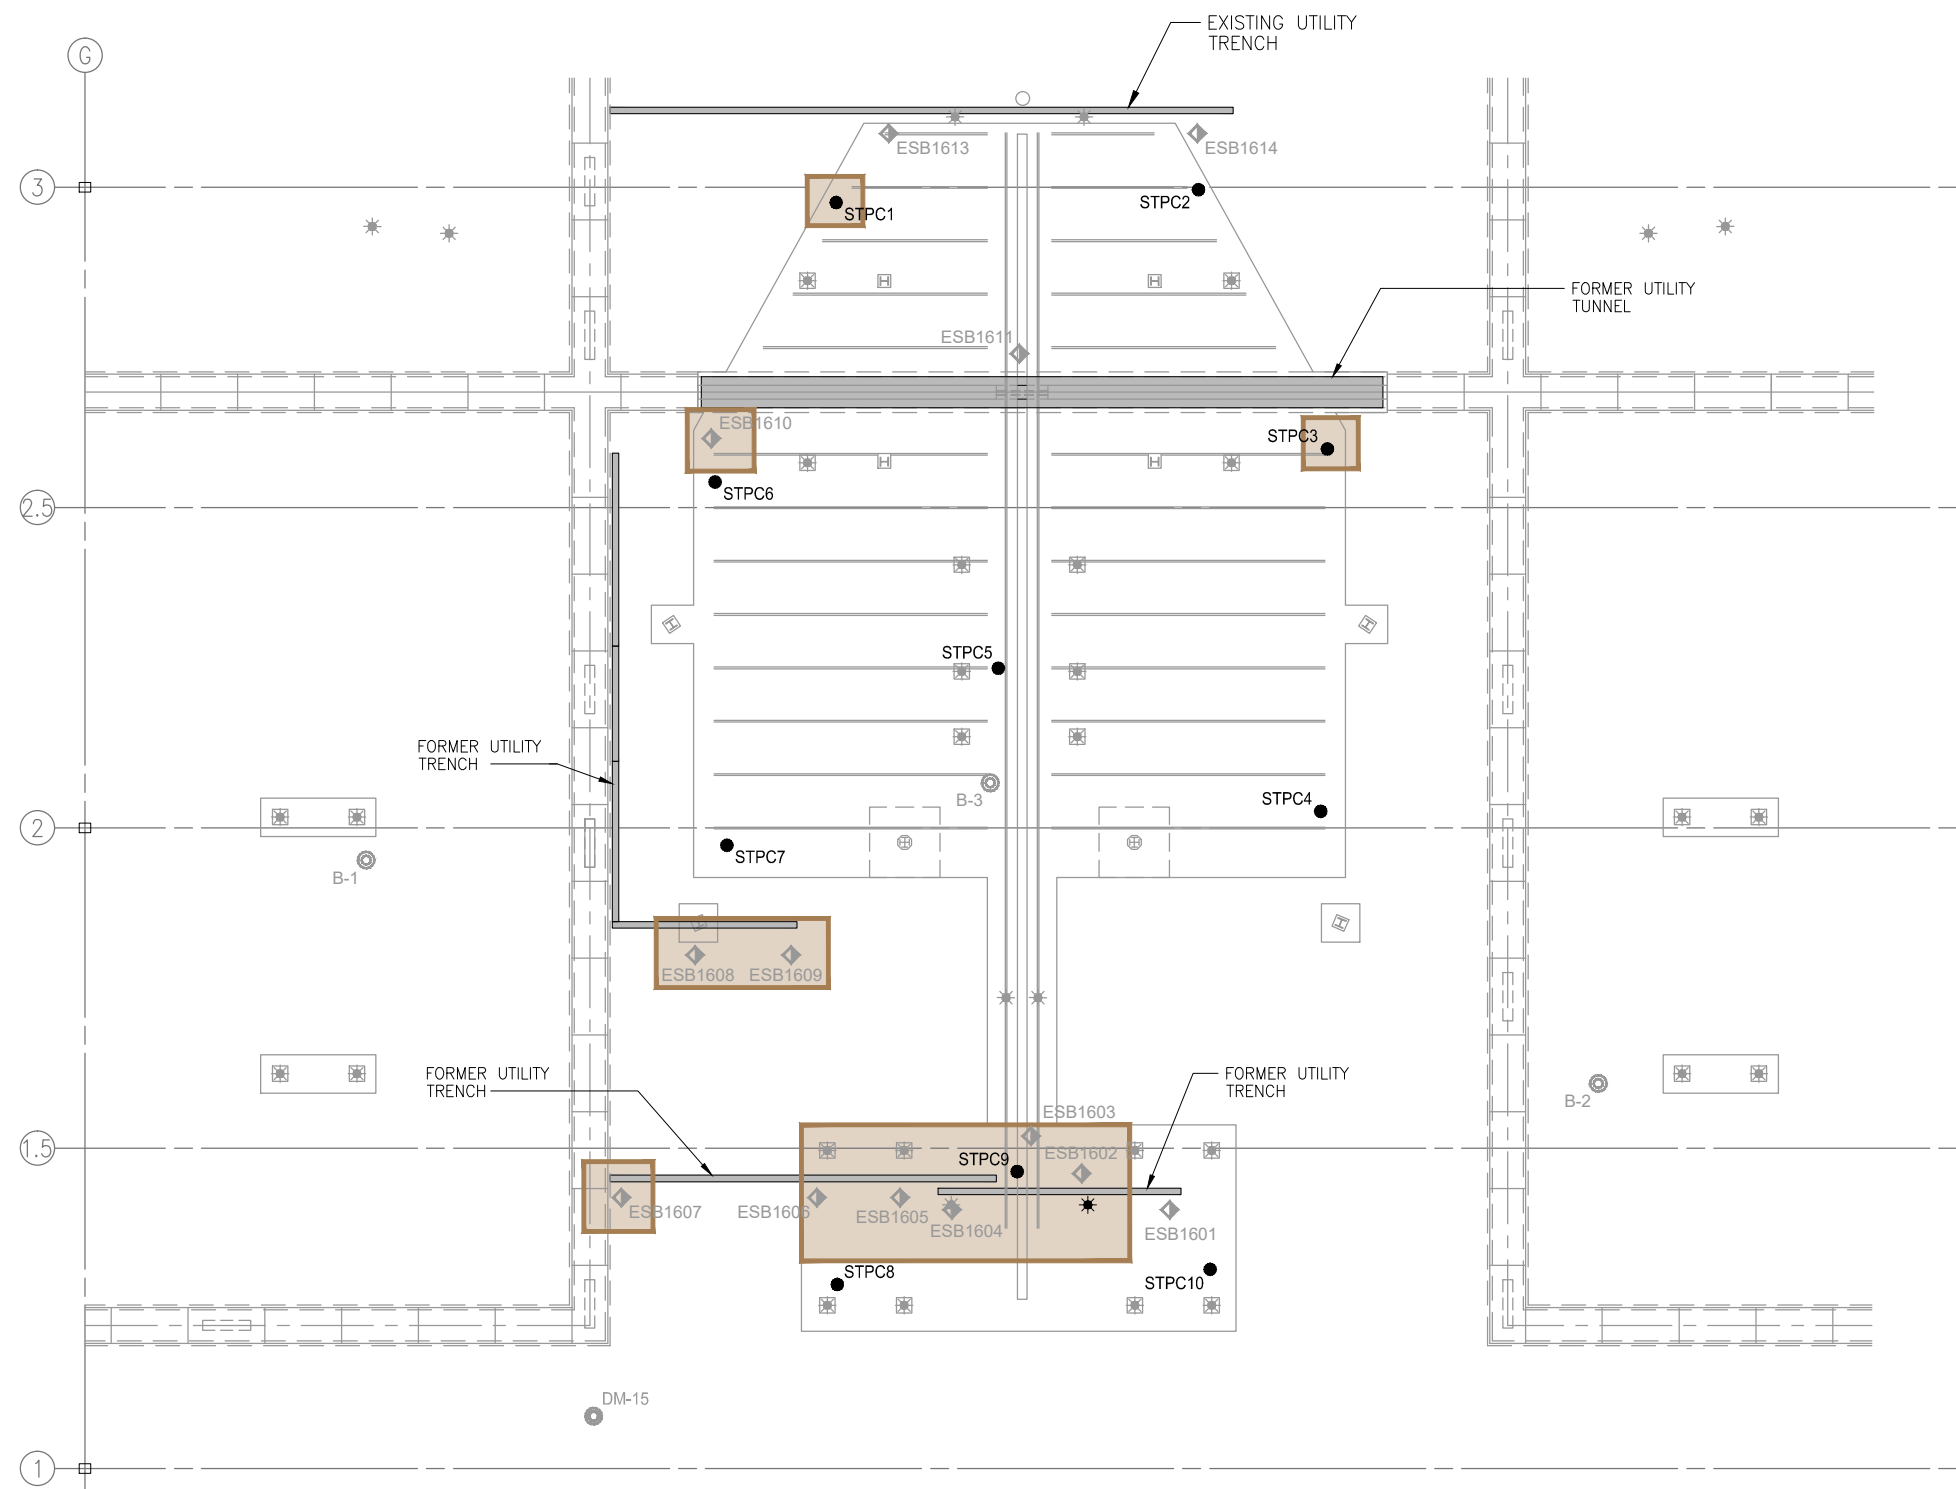 EXISTING UTILITY
TRENCH
G
ESB1613
ESB1614
3
STPC1
STPC2
FORMER UTILITY
TUNNEL
ESB1611
ESB1610
STPC3
STPC6
2.5
STPC5
FORMER UTILITY
TRENCH
B-3
STPC4
2
STPC7
B-1
ESB1608
ESB1609
FORMER UTILITY
TRENCH
FORMER UTILITY
TRENCH
B-2
ESB1603
1.5
ESB1602
STPC9
ESB1607
ESB1606
ESB1605
ESB1604
ESB1601
STPC8
STPC10
DM-15
1